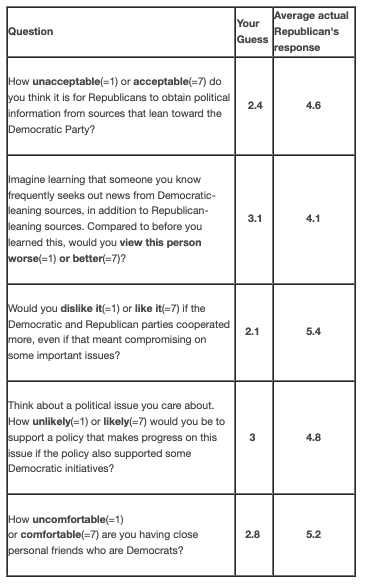 Question
Your
Guess
Average actual
Republican's
response
How unacceptable(=1) or acceptable(=7) do
you think it is for Republicans to obtain political
information from sources that lean toward the
Democratic Party?
2.4
4.6
Imagine learning that someone you know
frequently seeks out news from Democratic-
leaning sources, in addition to Republican-
leaning sources. Compared to before you
learned this, would you view this person
worse(=1) or better(=7)?
3.1
4.1
Would you dislike it(=1) or like it(=7) if the
Democratic and Republican parties cooperated
more, even if that meant compromising on
some important issues?
2.1
5.4
Think about a political issue you care about.
How unlikely(=1) or likely(=7) would you be to
support a policy that makes progress on this
issue if the policy also supported some
Democratic initiatives?
3
4.8
How uncomfortable(=1)
or comfortable(=7) are you having close
personal friends who are Democrats?
2.8
5.2